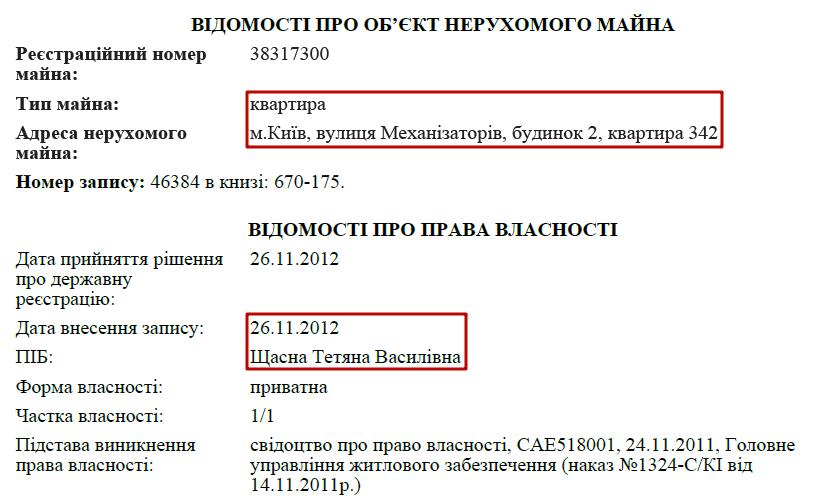 ВІДОМОСТІ ПРО ОБ’ЄКТ НЕРУХОМОГО МАЙНА
Реєстраційний номер майна: 38317300
Тип майна: квартира
Адреса нерухомого майна: м.Київ, вулиця Механізаторів, будинок 2, квартира 342
Номер запису: 46384 в книзі: 670-175.
ВІДОМОСТІ ПРО ПРАВА ВЛАСНОСТІ
Дата прийняття рішення про державну реєстрацію: 26.11.2012
Дата внесення запису: 26.11.2012
ПІБ: Щасна Тетяна Василівна
Форма власності: приватна
Частка власності: 1/1
Підстава виникнення права власності: свідоцтво про право власності, САЕ518001, 24.11.2011, Головне
управління житлового забезпечення (наказ №1324-С/КІ від
14.11.2011р.)